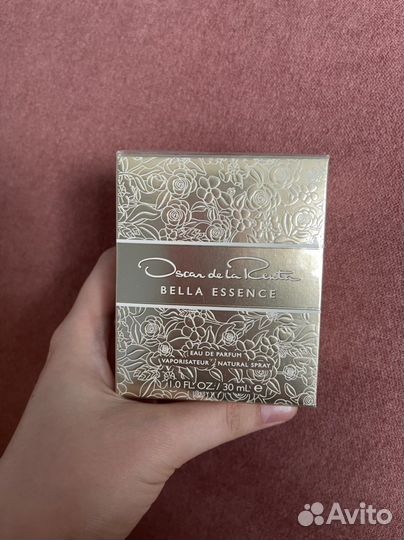 Oscar de la Renta
BELLA ESSENCE
EAU DE PARFUM
VAPORISATEUR / NATURAL SPRAY
1.0 FL.OZ. / 30 mL ℮
Avito